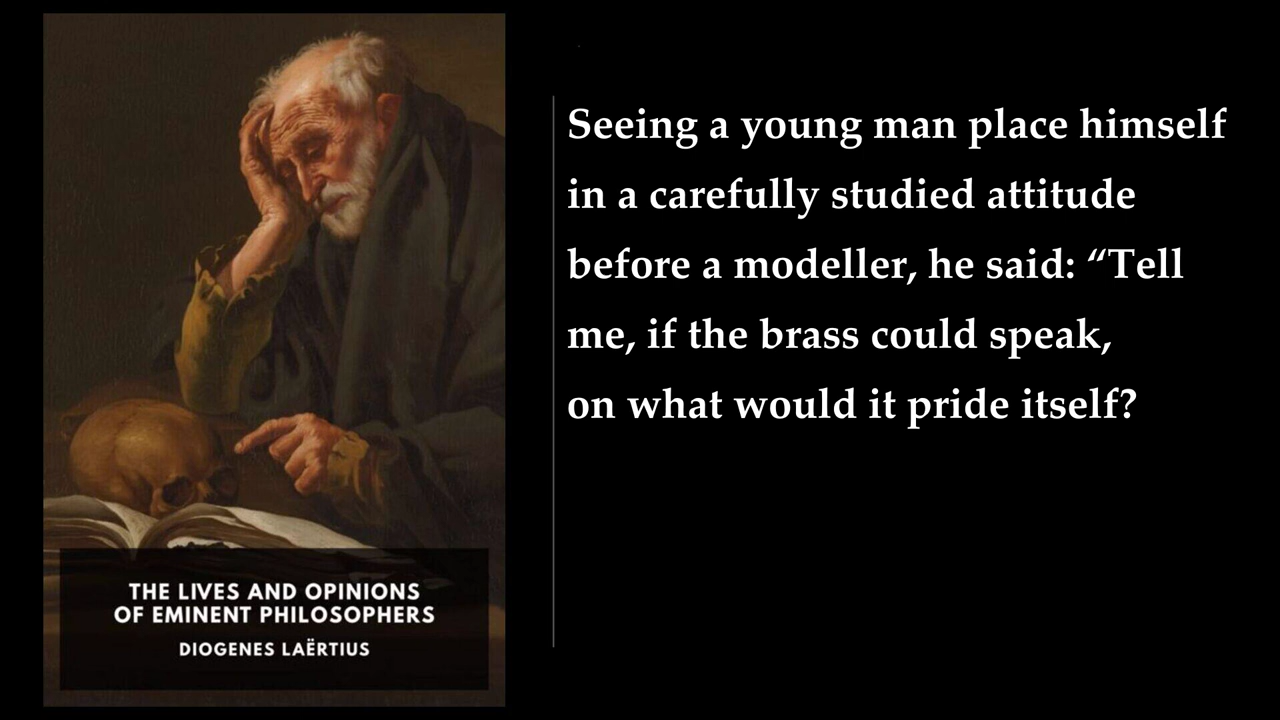 Seeing a young man place himself
in a carefully studied attitude
before a modeller, he said: “Tell
me, if the brass could speak,
on what would it pride itself?
THE LIVES AND OPINIONS
OF EMINENT PHILOSOPHERS
DIOGENES LAËRTIUS